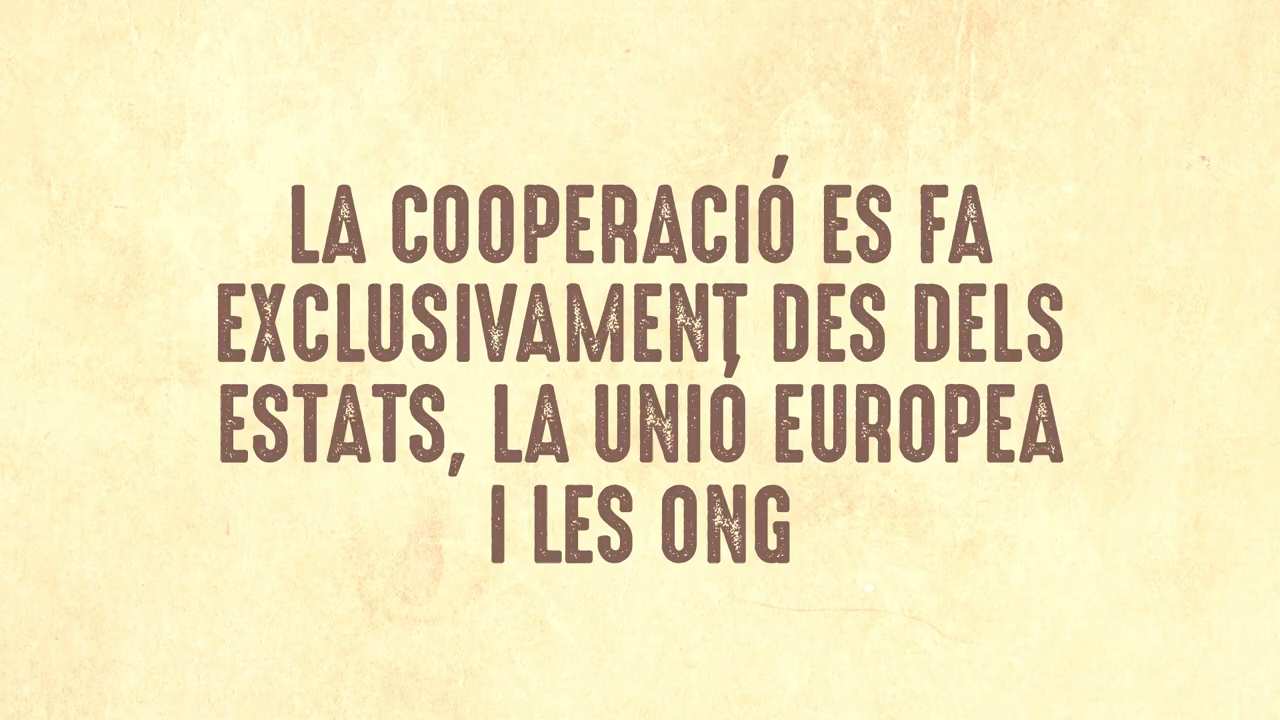 LA COOPERACIÓ ES FA
EXCLUSIVAMENT DES DELS
ESTATS, LA UNIÓ EUROPEA
I LES ONG